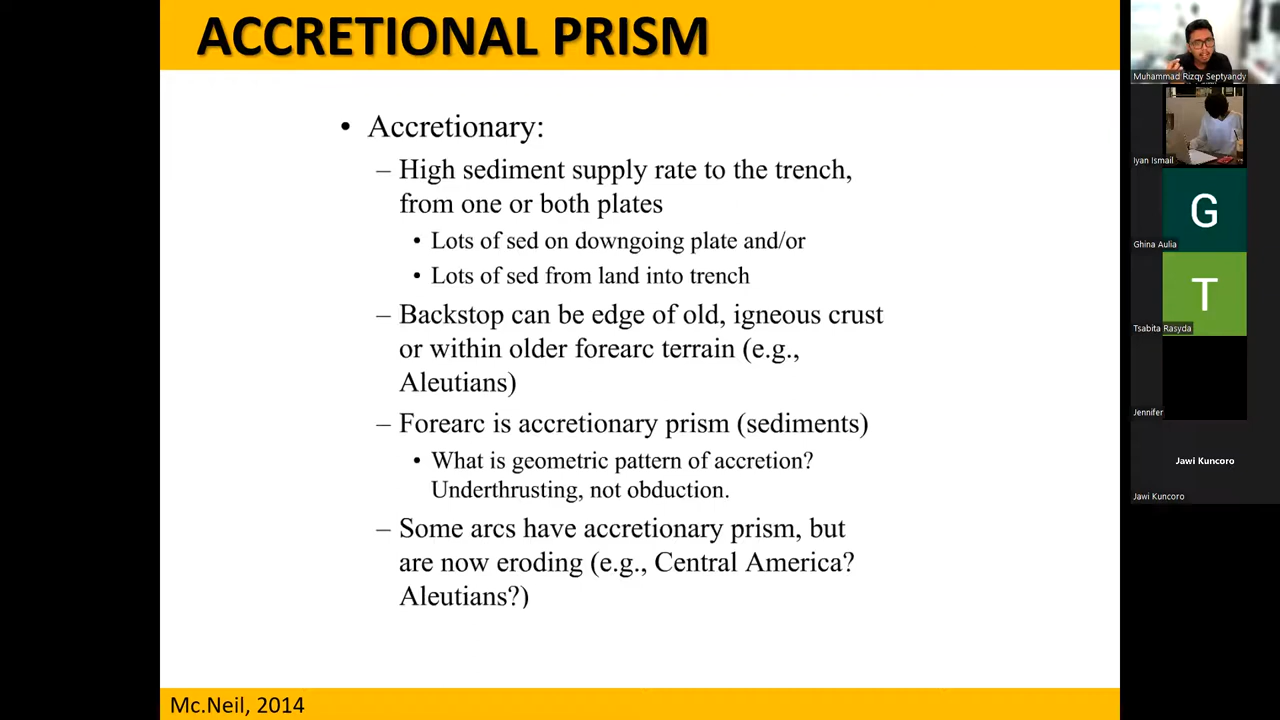 ACCRETIONAL PRISM
• Accretionary:
– High sediment supply rate to the trench,
from one or both plates
• Lots of sed on downgoing plate and/or
• Lots of sed from land into trench
– Backstop can be edge of old, igneous crust
or within older forearc terrain (e.g.,
Aleutians)
– Forearc is accretionary prism (sediments)
• What is geometric pattern of accretion?
Underthrusting, not obduction.
– Some arcs have accretionary prism, but
are now eroding (e.g., Central America?
Aleutians?)
Mc.Neil, 2014
Muhammad Rizqy Septyandy
Iyan Ismail
G
Ghina Aulia
T
Tsabita Rasyda
Jennifer
Jawi Kuncoro
Jawi Kuncoro